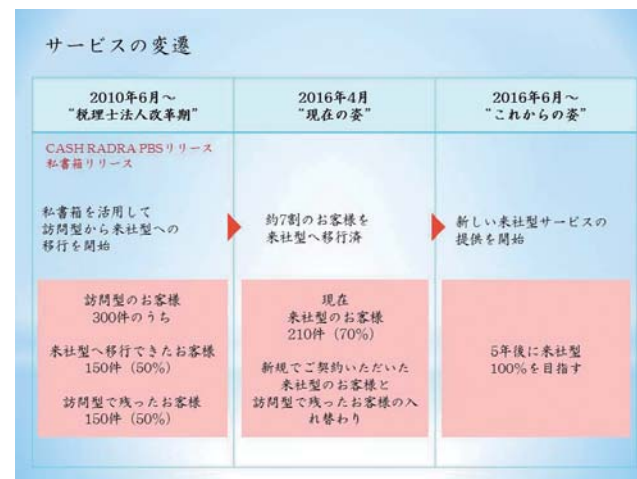 サービスの変遷
2010年6月～
“税理士法人改革期”
CASH RADRA PBSリリース
私書箱リリース
私書箱を活用して
訪問型から来社型への
移行を開始
訪問型のお客様
300件のうち
来社型へ移行できたお客様
150件（50%）
訪問型で残ったお客様
150件（50%）
2016年4月
“現在の姿”
約7割のお客様を
来社型へ移行済
現在
来社型のお客様
210件（70%）
新規でご契約いただいた
来社型のお客様と
訪問型で残ったお客様の入
れ替わり
2016年6月～
“これからの姿”
新しい来社型サービスの
提供を開始
5年後に来社型
100%を目指す